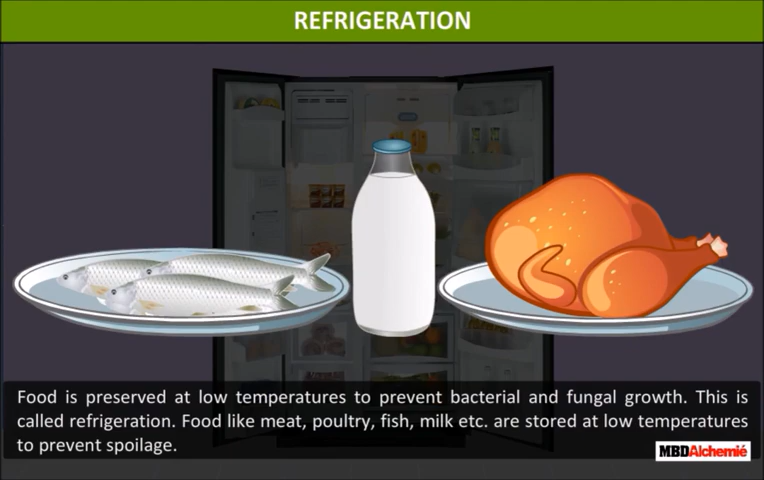 REFRIGERATION
Food is preserved at low temperatures to prevent bacterial and fungal growth. This is
called refrigeration. Food like meat, poultry, fish, milk etc. are stored at low temperatures
to prevent spoilage.
MBDAlchemié